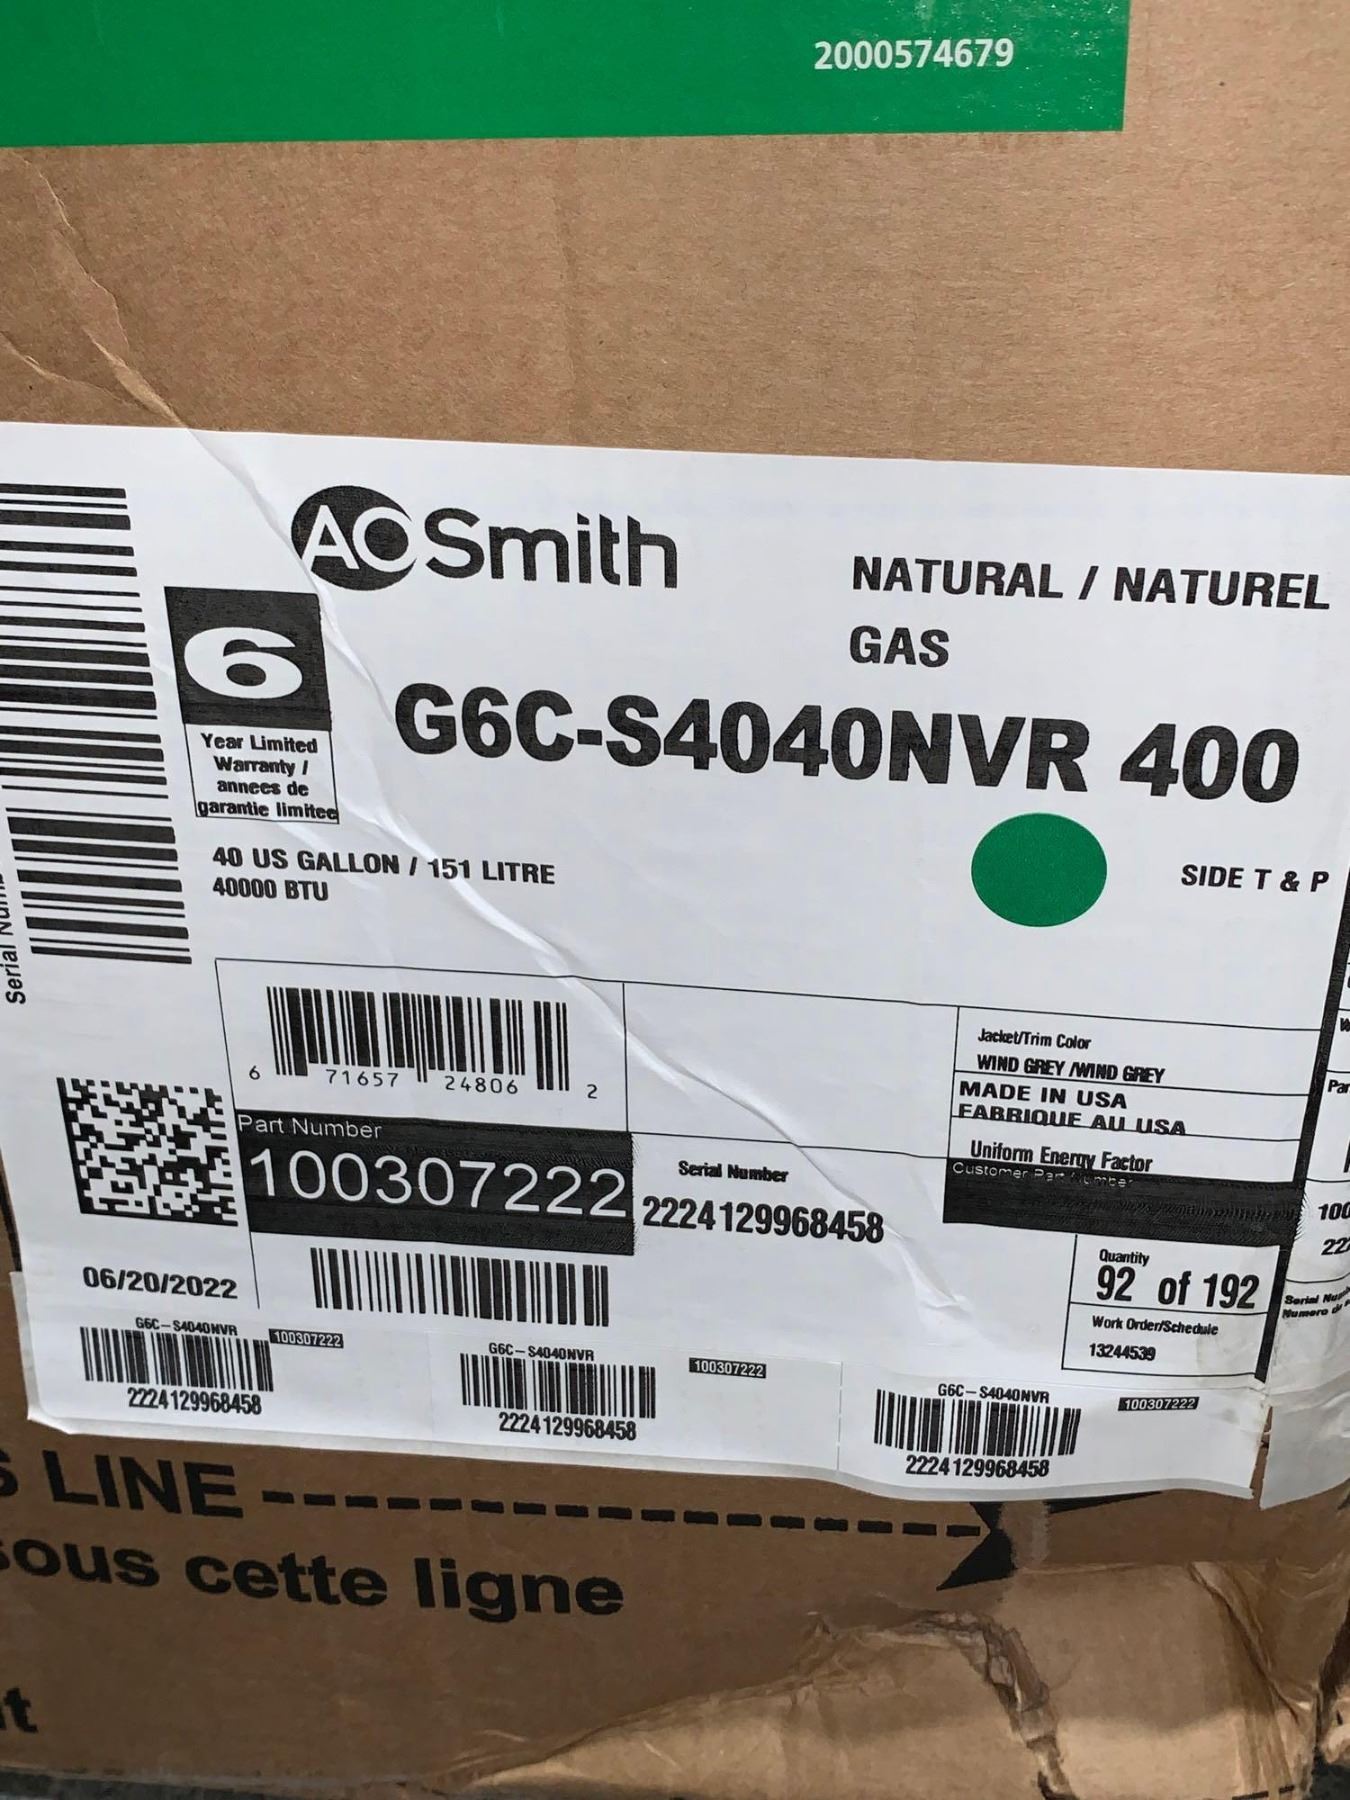 2000574679
AO Smith
NATURAL / NATUREL
GAS
6
Year Limited
Warranty /
annees de
garantie limitee
G6C-S4040NVR 400
40 US GALLON / 151 LITRE
40000 BTU
SIDE T & P
Serial
6 71657 24806 2
Jacket/Trim Color
WIND GREY /WIND GREY
MADE IN USA
FABRIQUE AU USA
Uniform Energy Factor
Customer Part Number
Part Number
100307222
Serial Number
2224129968458
06/20/2022
Quantity
92 of 192
Work Order/Schedule
13244539
G6C-S4040NVR 100307222
2224129968458
G6C-S4040NVR 100307222
2224129968458
G6C-S4040NVR 100307222
2224129968458
LINE
sous cette ligne